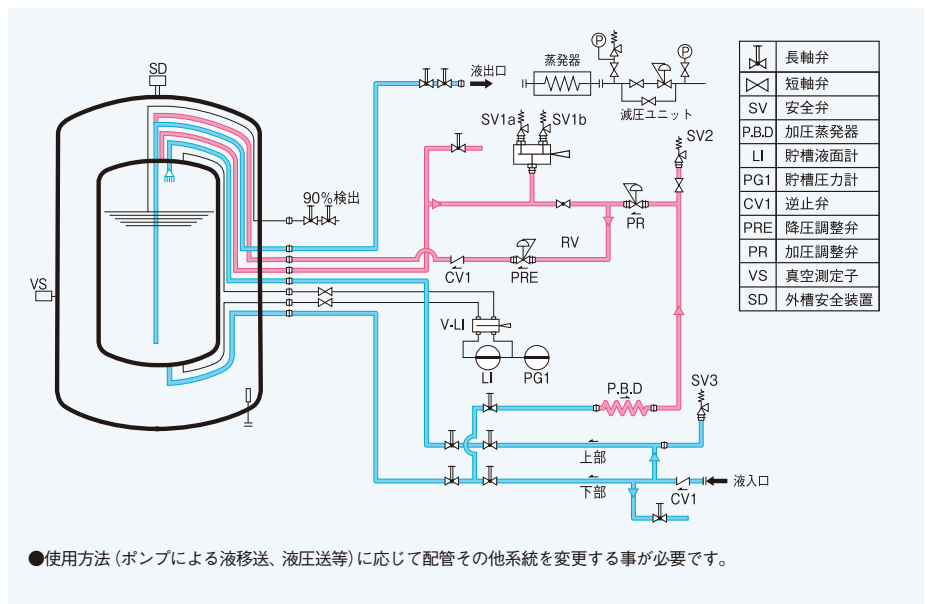 SD
液出口
蒸発器
P
P
減圧ユニット
SV1a
SV1b
SV2
90%検出
PR
RV
CV1
PRE
VS
V-LI
LI
PG1
P.B.D
SV3
上部
下部
CV1
液入口
長軸弁
短軸弁
SV 安全弁
P.B.D 加圧蒸発器
LI 貯槽液面計
PG1 貯槽圧力計
CV1 逆止弁
PRE 降圧調整弁
PR 加圧調整弁
VS 真空測定子
SD 外槽安全装置
●使用方法(ポンプによる液移送、液圧送等)に応じて配管その他系統を変更する事が必要です。